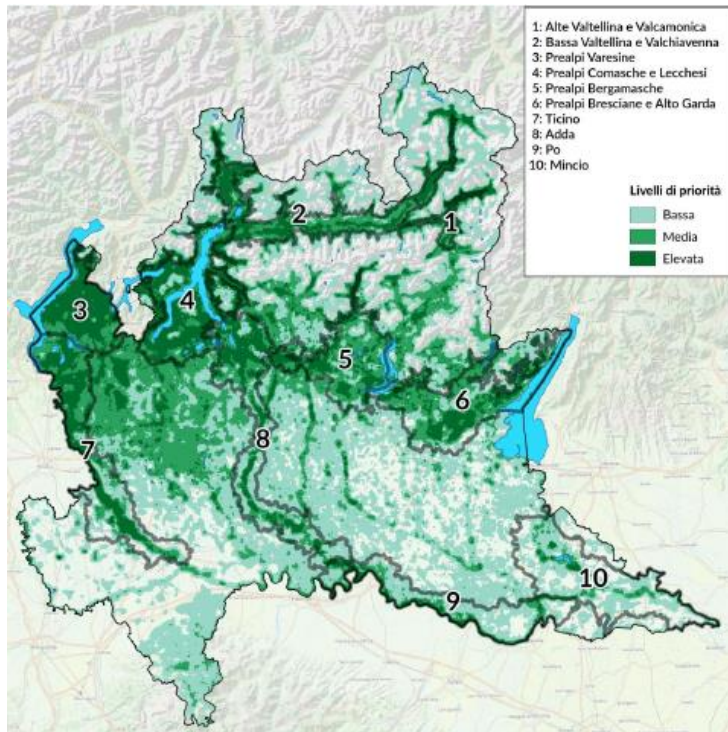 1: Alte Valtellina e Valcamonica
2: Bassa Valtellina e Valchiavenna
3: Prealpi Varesine
4: Prealpi Comasche e Lecchesi
5: Prealpi Bergamasche
6: Prealpi Bresciane e Alto Garda
7: Ticino
8: Adda
9: Po
10: Mincio
Livelli di priorità
Bassa
Media
Elevata
2
1
3
4
5
6
7
8
10
9